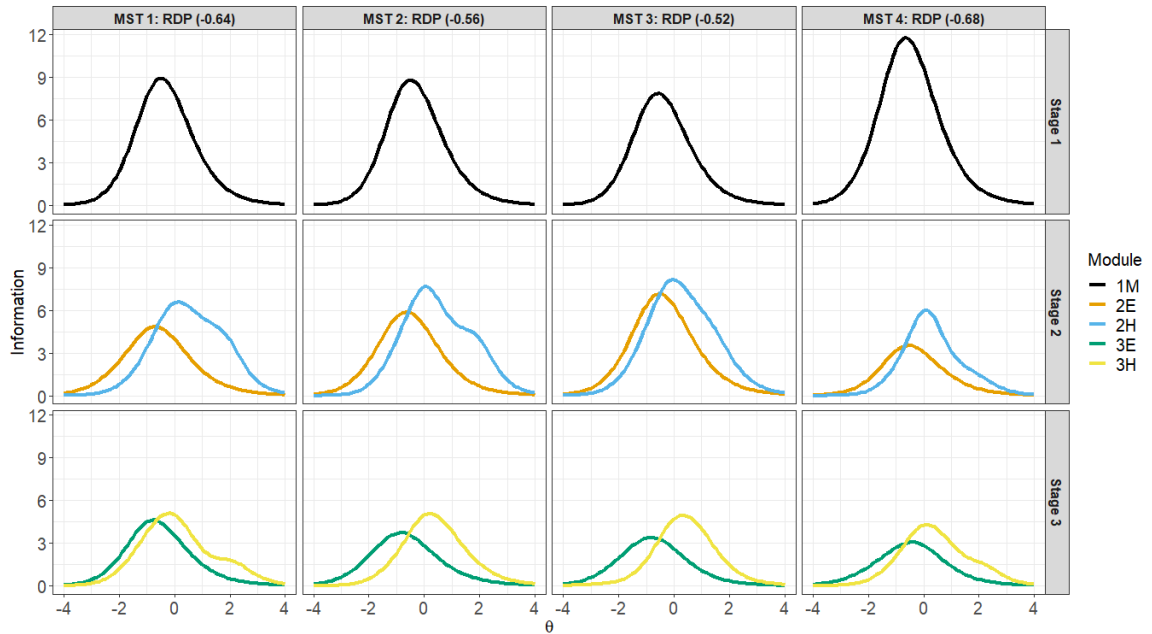 MST 1: RDP (-0.64) MST 2: RDP (-0.56) MST 3: RDP (-0.52) MST 4: RDP (-0.68)
12
9
6
3
0
Stage 1
12
9
6
3
0
Stage 2
12
9
6
3
0
Stage 3
-4 -2 0 2 4 -4 -2 0 2 4 -4 -2 0 2 4 -4 -2 0 2 4
θ
Information
Module
1M
2E
2H
3E
3H